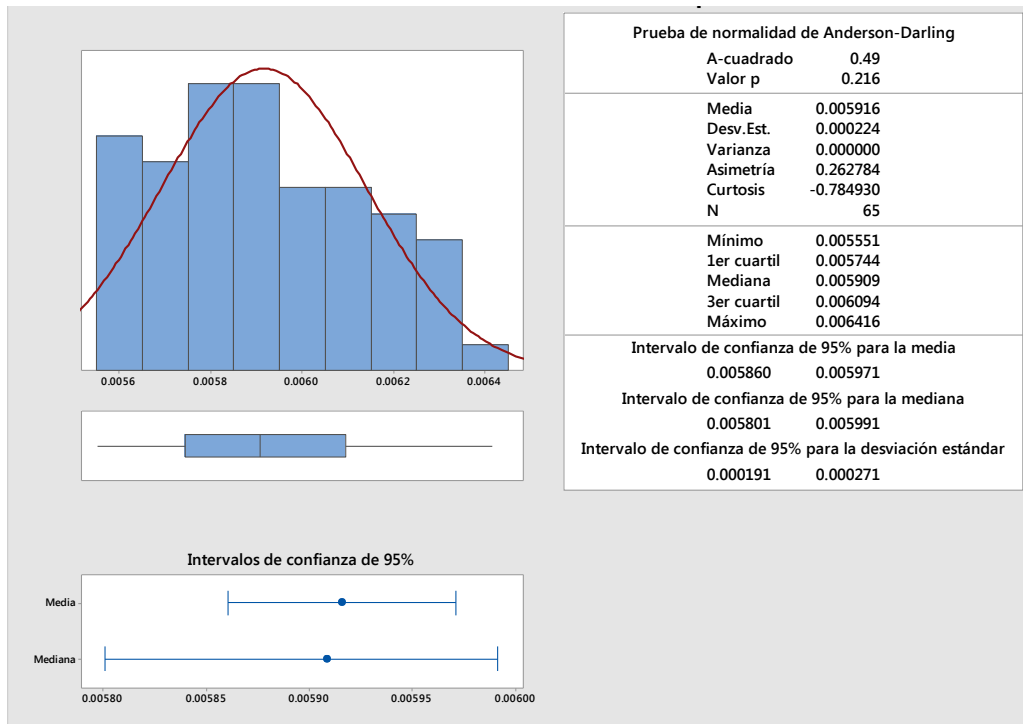 Prueba de normalidad de Anderson-Darling
A-cuadrado 0.49
Valor p 0.216
Media 0.005916
Desv.Est. 0.000224
Varianza 0.000000
Asimetría 0.262784
Curtosis -0.784930
N 65
Mínimo 0.005551
1er cuartil 0.005744
Mediana 0.005909
3er cuartil 0.006094
Máximo 0.006416
Intervalo de confianza de 95% para la media
0.005860 0.005971
Intervalo de confianza de 95% para la mediana
0.005801 0.005991
Intervalo de confianza de 95% para la desviación estándar
0.000191 0.000271
0.0056 0.0058 0.0060 0.0062 0.0064
Intervalos de confianza de 95%
Media
Mediana
0.00580 0.00585 0.00590 0.00595 0.00600